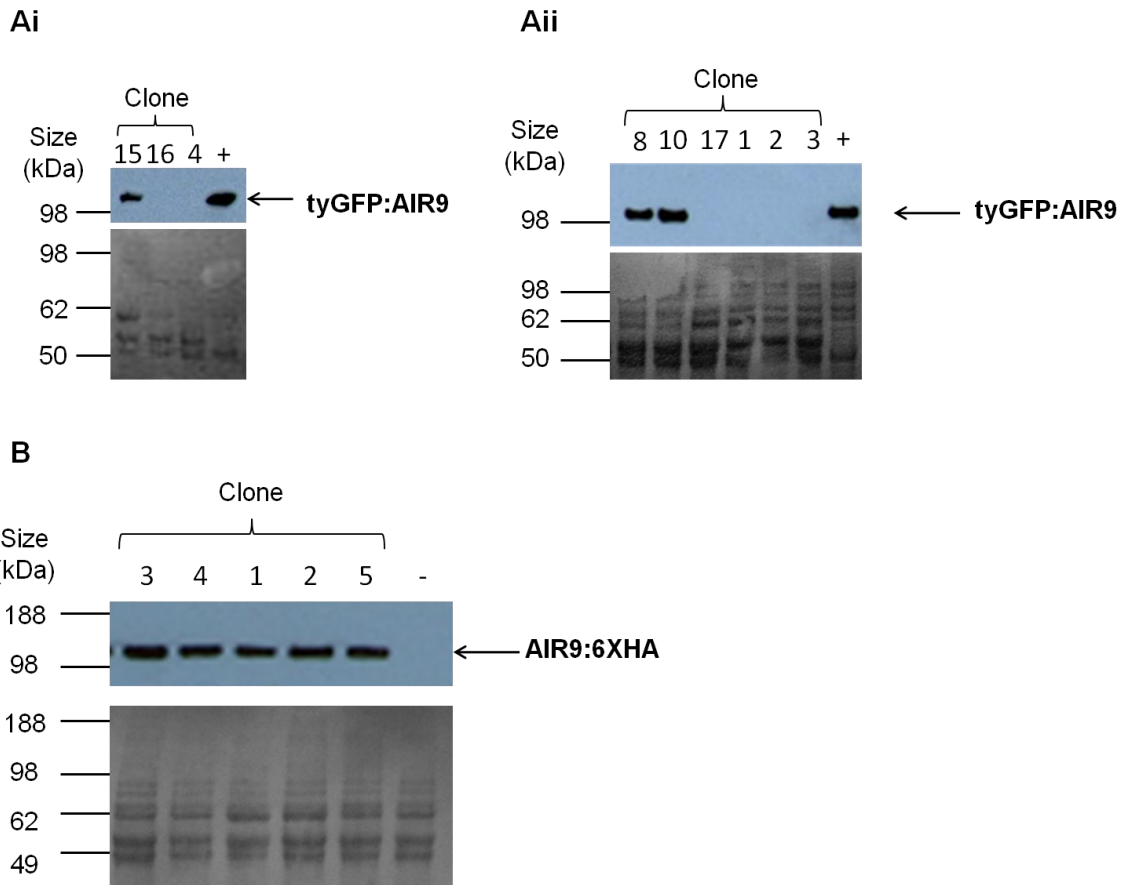 Ai
Clone
Size
(kDa)
15 16 4 +
98
tyGFP:AIR9
98
62
50
Aii
Clone
Size
(kDa)
8 10 17 1 2 3 +
98
tyGFP:AIR9
98
62
50
B
Clone
Size
(kDa)
3 4 1 2 5 -
188
98
AIR9:6XHA
188
98
62
49